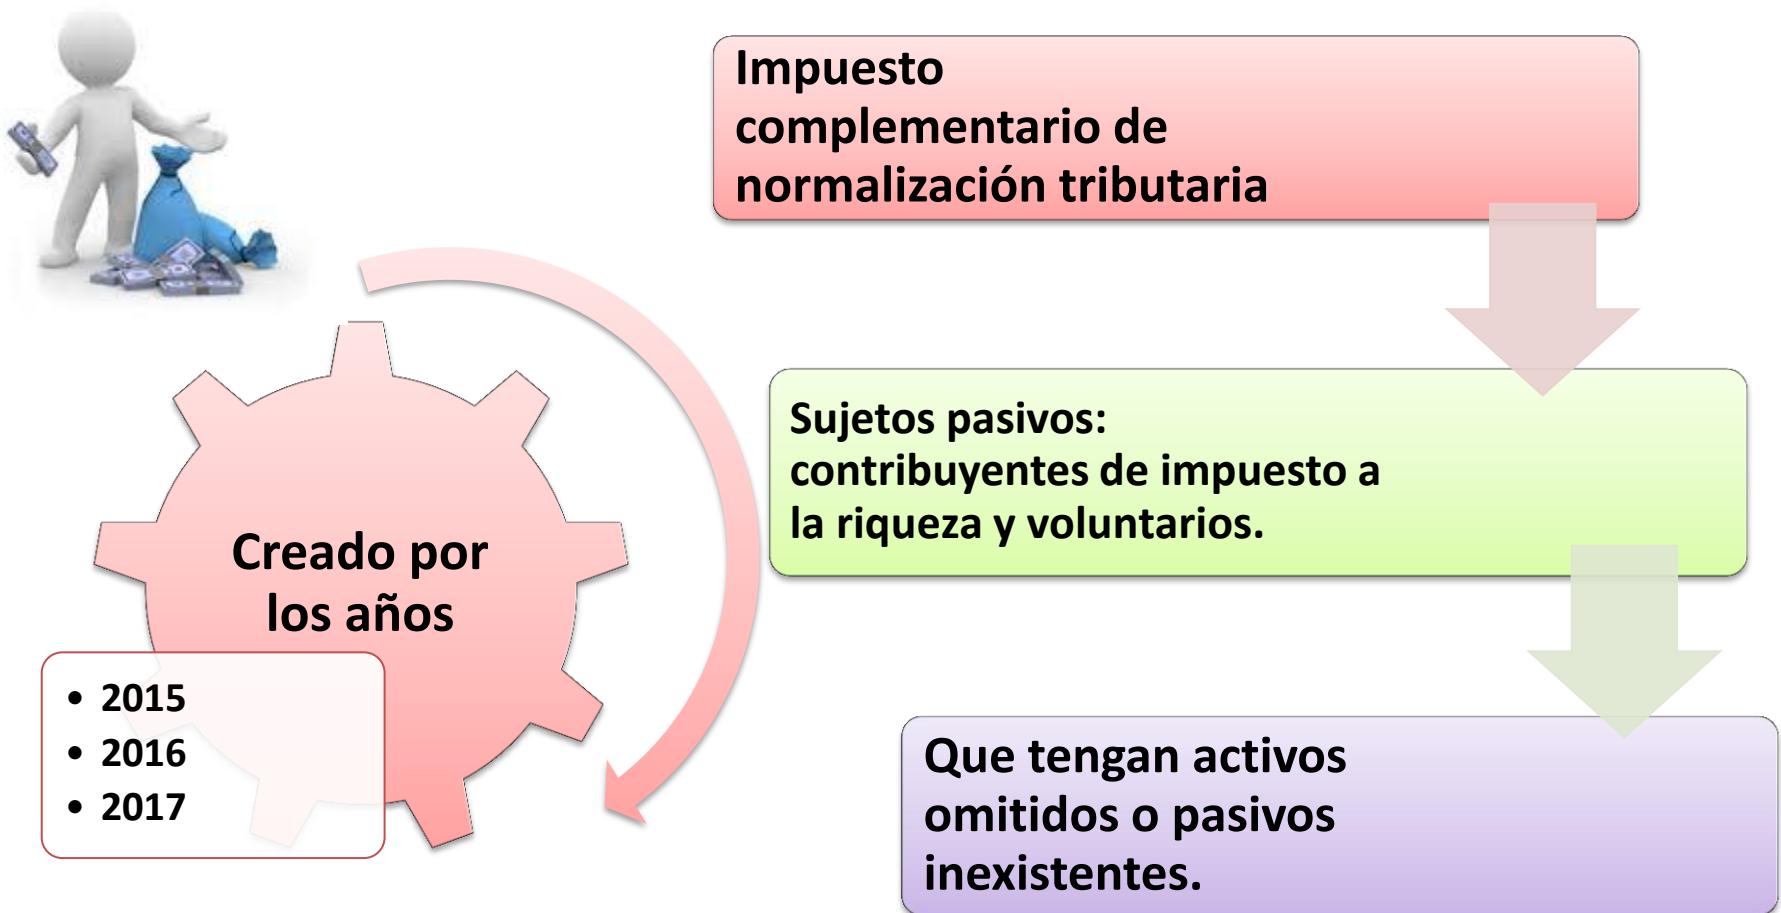 Impuesto
complementario de
normalización tributaria
Sujetos pasivos:
contribuyentes de impuesto a
la riqueza y voluntarios.
Que tengan activos
omitidos o pasivos
inexistentes.
Creado por
los años
• 2015
• 2016
• 2017